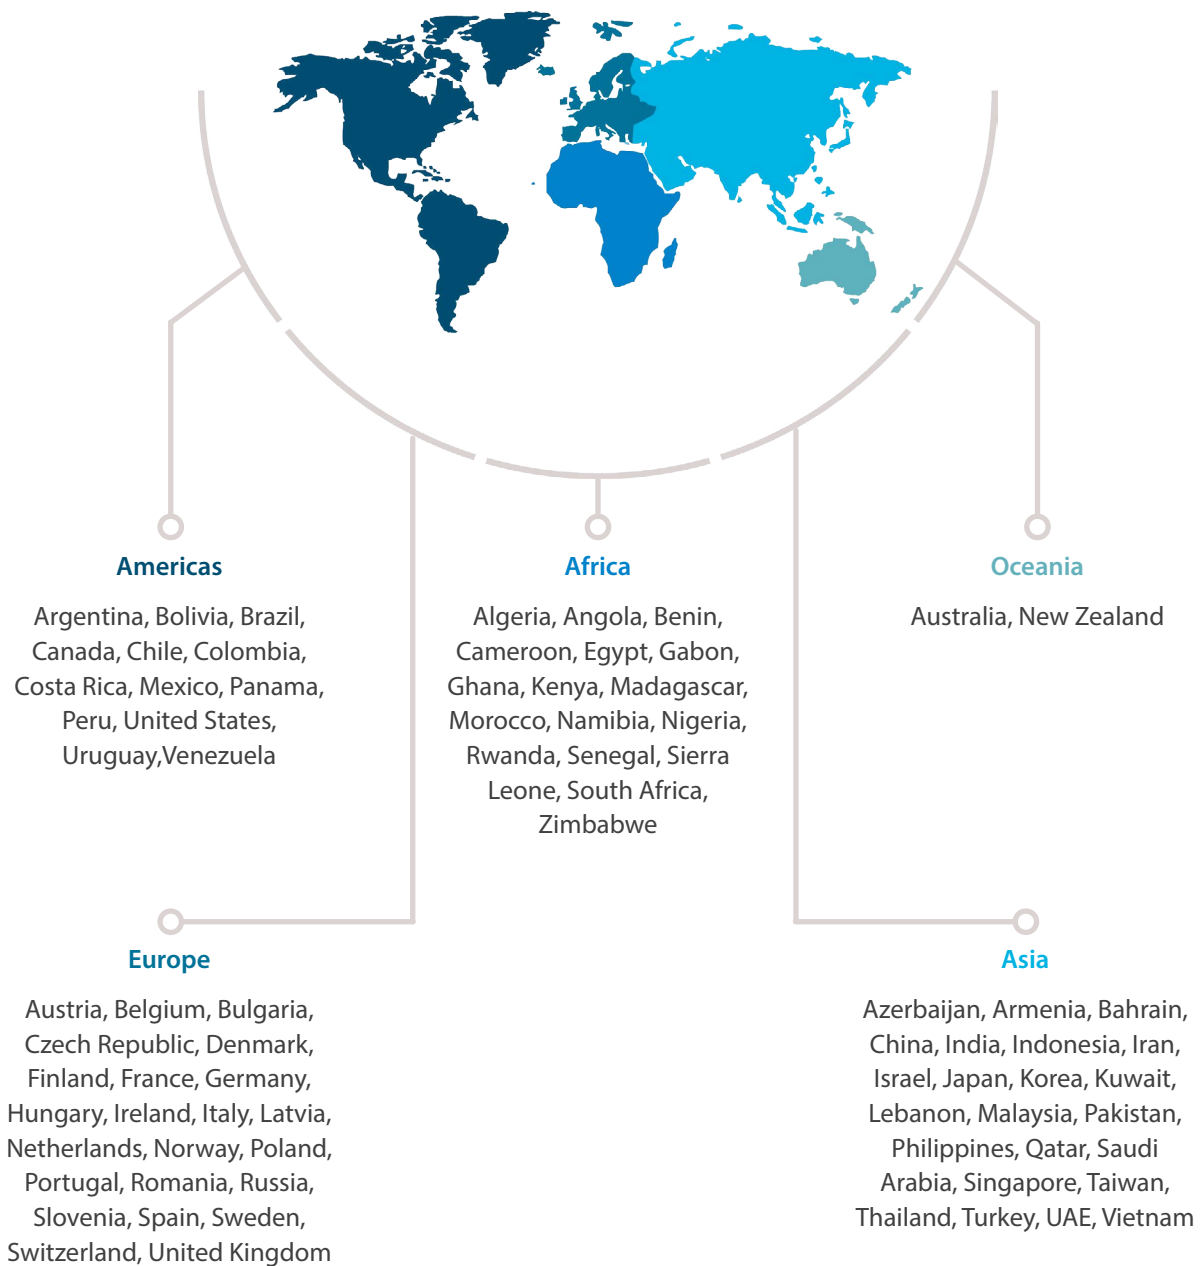 Americas
Argentina, Bolivia, Brazil,
Canada, Chile, Colombia,
Costa Rica, Mexico, Panama,
Peru, United States,
Uruguay,Venezuela
Africa
Algeria, Angola, Benin,
Cameroon, Egypt, Gabon,
Ghana, Kenya, Madagascar,
Morocco, Namibia, Nigeria,
Rwanda, Senegal, Sierra
Leone, South Africa,
Zimbabwe
Oceania
Australia, New Zealand
Europe
Austria, Belgium, Bulgaria,
Czech Republic, Denmark,
Finland, France, Germany,
Hungary, Ireland, Italy, Latvia,
Netherlands, Norway, Poland,
Portugal, Romania, Russia,
Slovenia, Spain, Sweden,
Switzerland, United Kingdom
Asia
Azerbaijan, Armenia, Bahrain,
China, India, Indonesia, Iran,
Israel, Japan, Korea, Kuwait,
Lebanon, Malaysia, Pakistan,
Philippines, Qatar, Saudi
Arabia, Singapore, Taiwan,
Thailand, Turkey, UAE, Vietnam